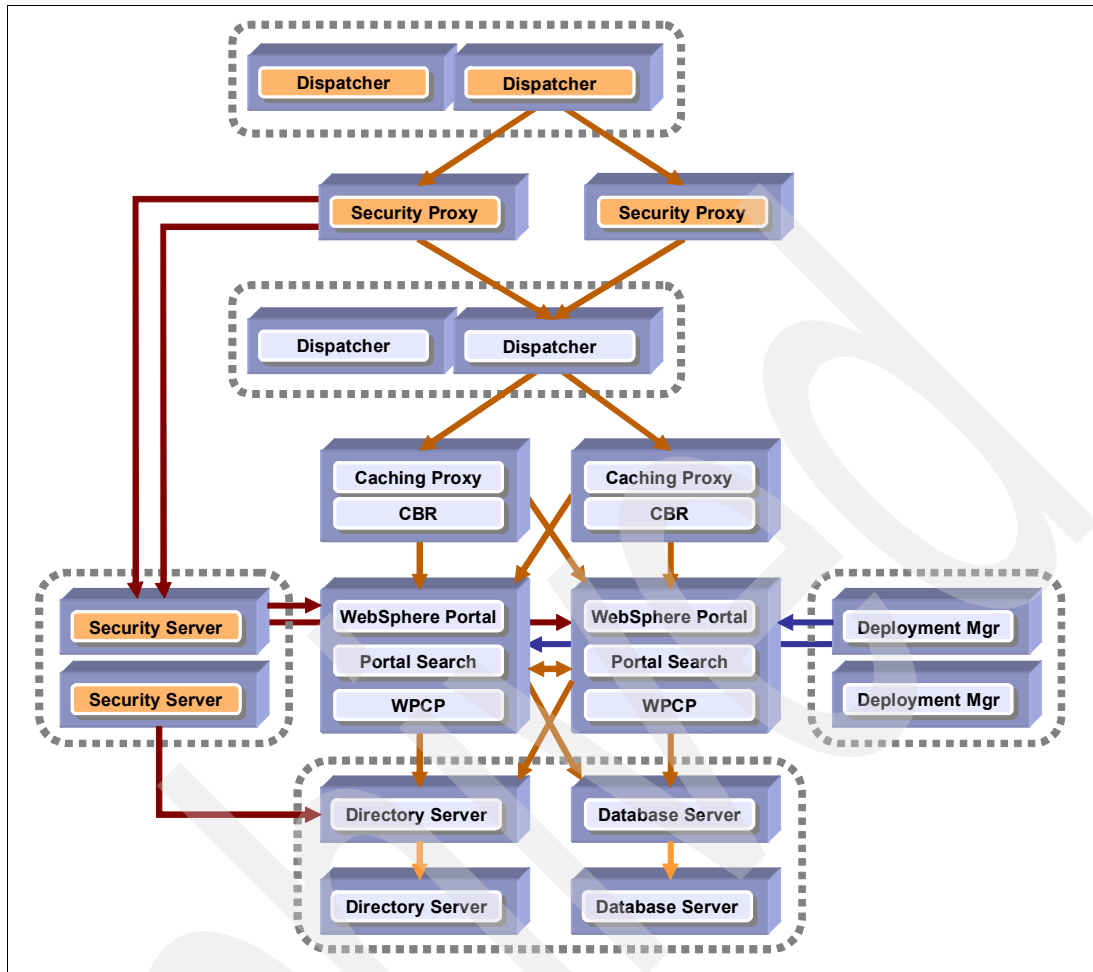 Dispatcher
Dispatcher
Security Proxy
Security Proxy
Dispatcher
Dispatcher
Caching Proxy
CBR
Caching Proxy
CBR
Security Server
Security Server
WebSphere Portal
Portal Search
WPCP
WebSphere Portal
Portal Search
WPCP
Deployment Mgr
Deployment Mgr
Directory Server
Database Server
Directory Server
Database Server